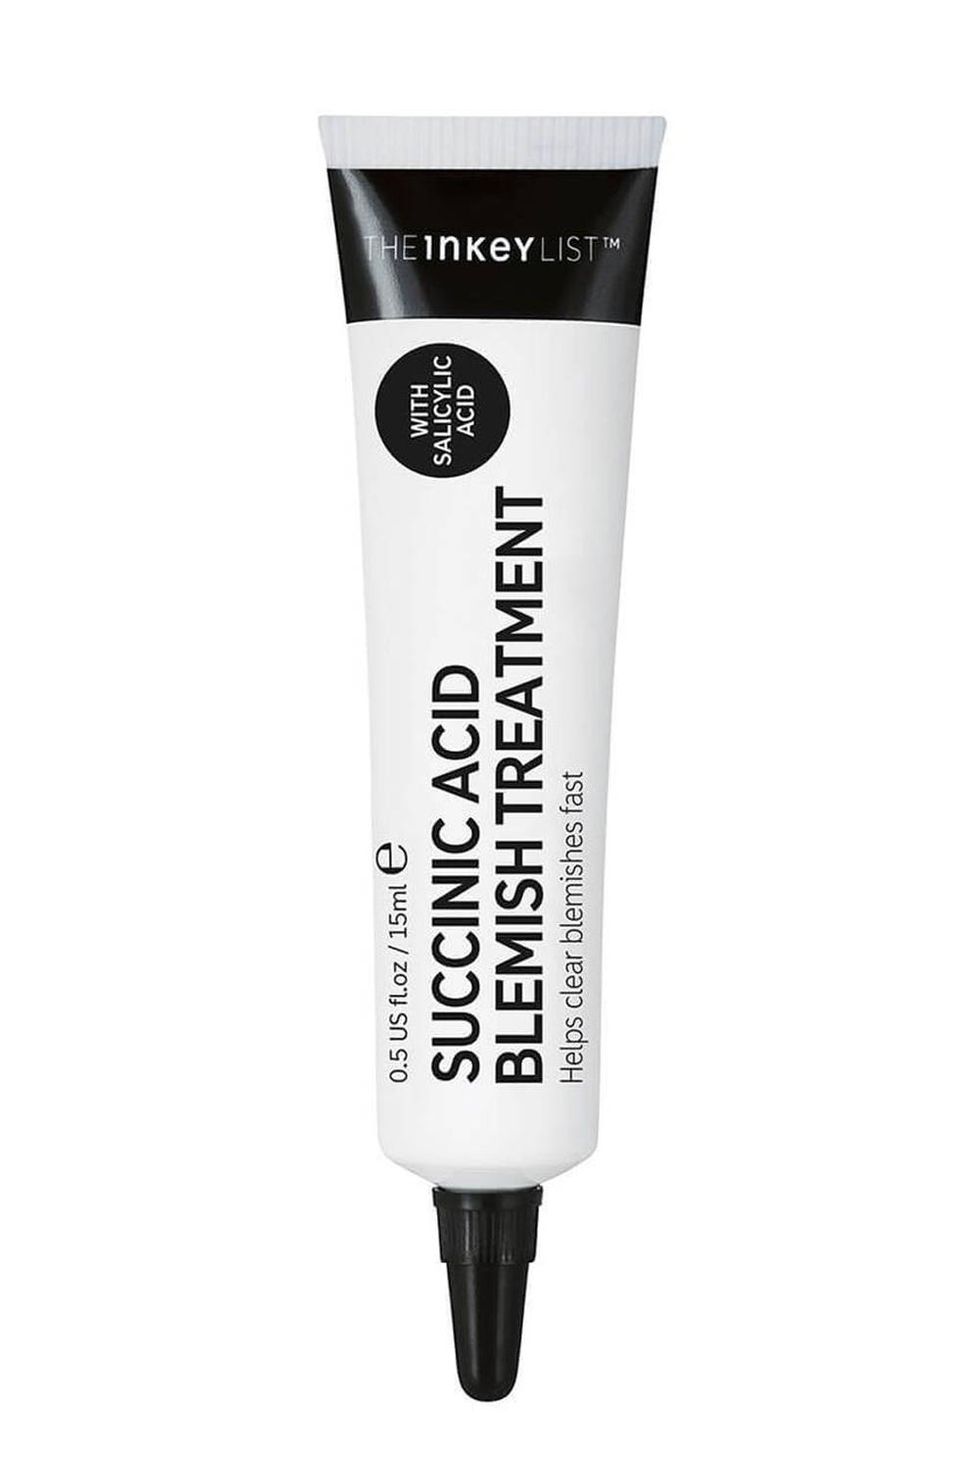 THE INKEY LIST™
WITH
SALICYLIC
ACID
0.5 US fl.oz / 15ml ℮
SUCCINIC ACID
BLEMISH TREATMENT
Helps clear blemishes fast